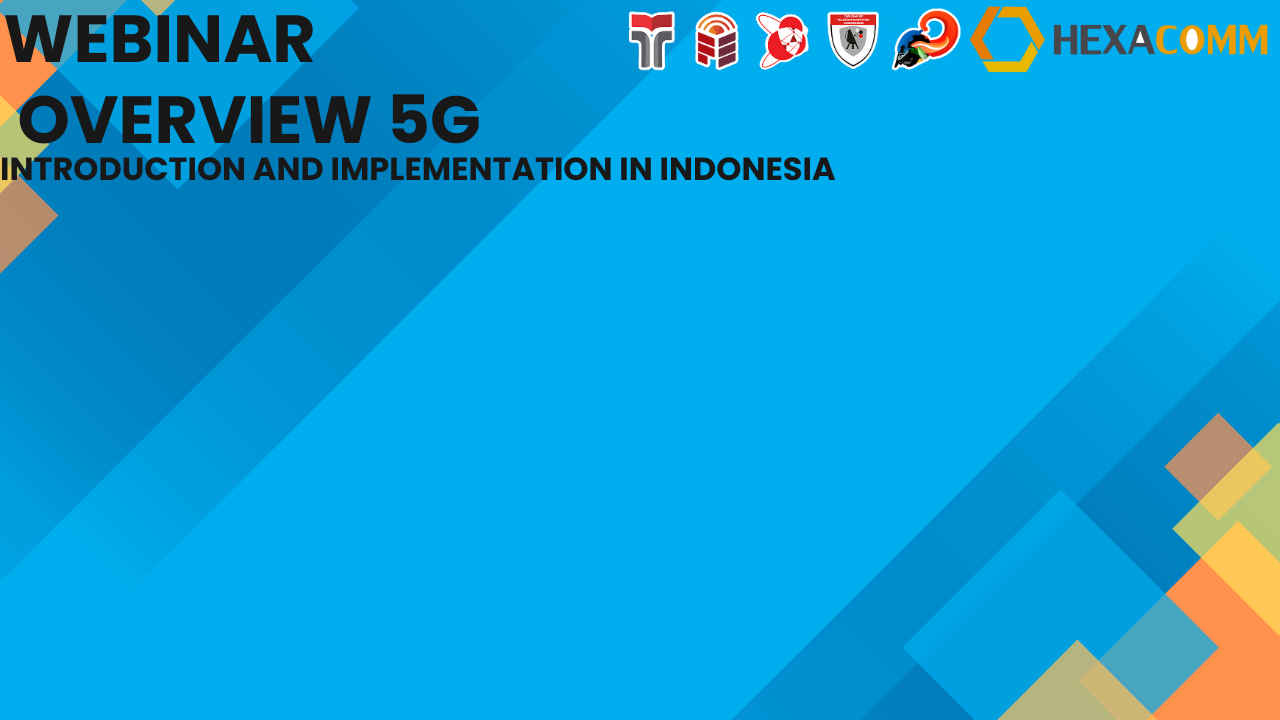 WEBINAR
OVERVIEW 5G
INTRODUCTION AND IMPLEMENTATION IN INDONESIA
HEXACOMM